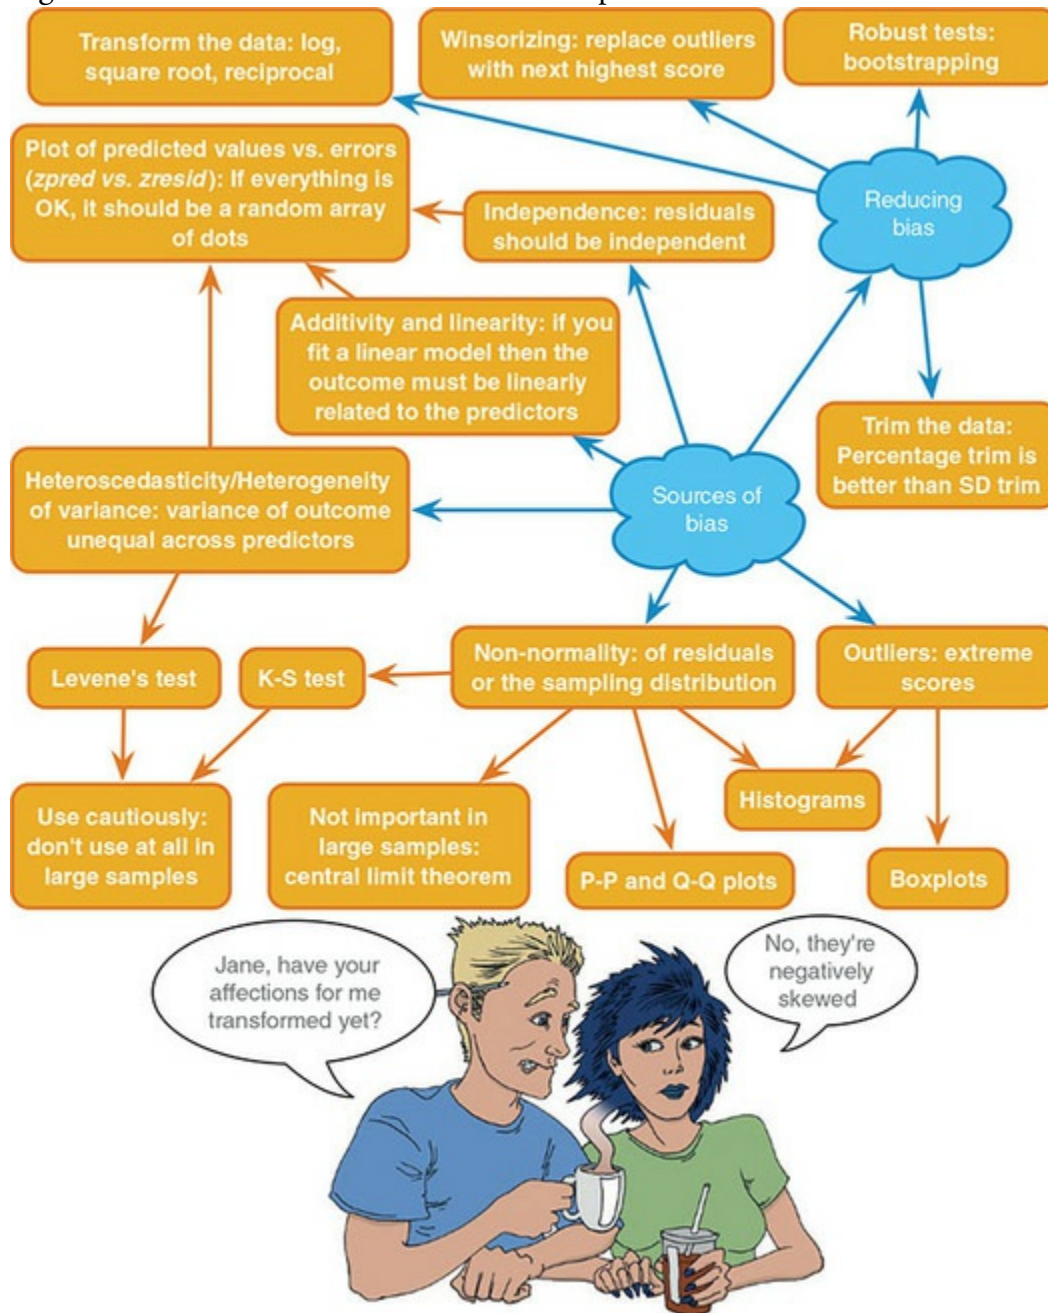 Transform the data: log,
square root, reciprocal
Winsorizing: replace outliers
with next highest score
Robust tests:
bootstrapping
Plot of predicted values vs. errors
(zpred vs. zresid): If everything is
OK, it should be a random array
of dots
Independence: residuals
should be independent
Reducing
bias
Additivity and linearity: if you
fit a linear model then the
outcome must be linearly
related to the predictors
Trim the data:
Percentage trim is
better than SD trim
Heteroscedasticity/Heterogeneity
of variance: variance of outcome
unequal across predictors
Sources of
bias
Levene's test
K-S test
Non-normality: of residuals
or the sampling distribution
Outliers: extreme
scores
Use cautiously:
don't use at all in
large samples
Not important in
large samples:
central limit theorem
P-P and Q-Q plots
Histograms
Boxplots
Jane, have your
affections for me
transformed yet?
No, they're
negatively
skewed